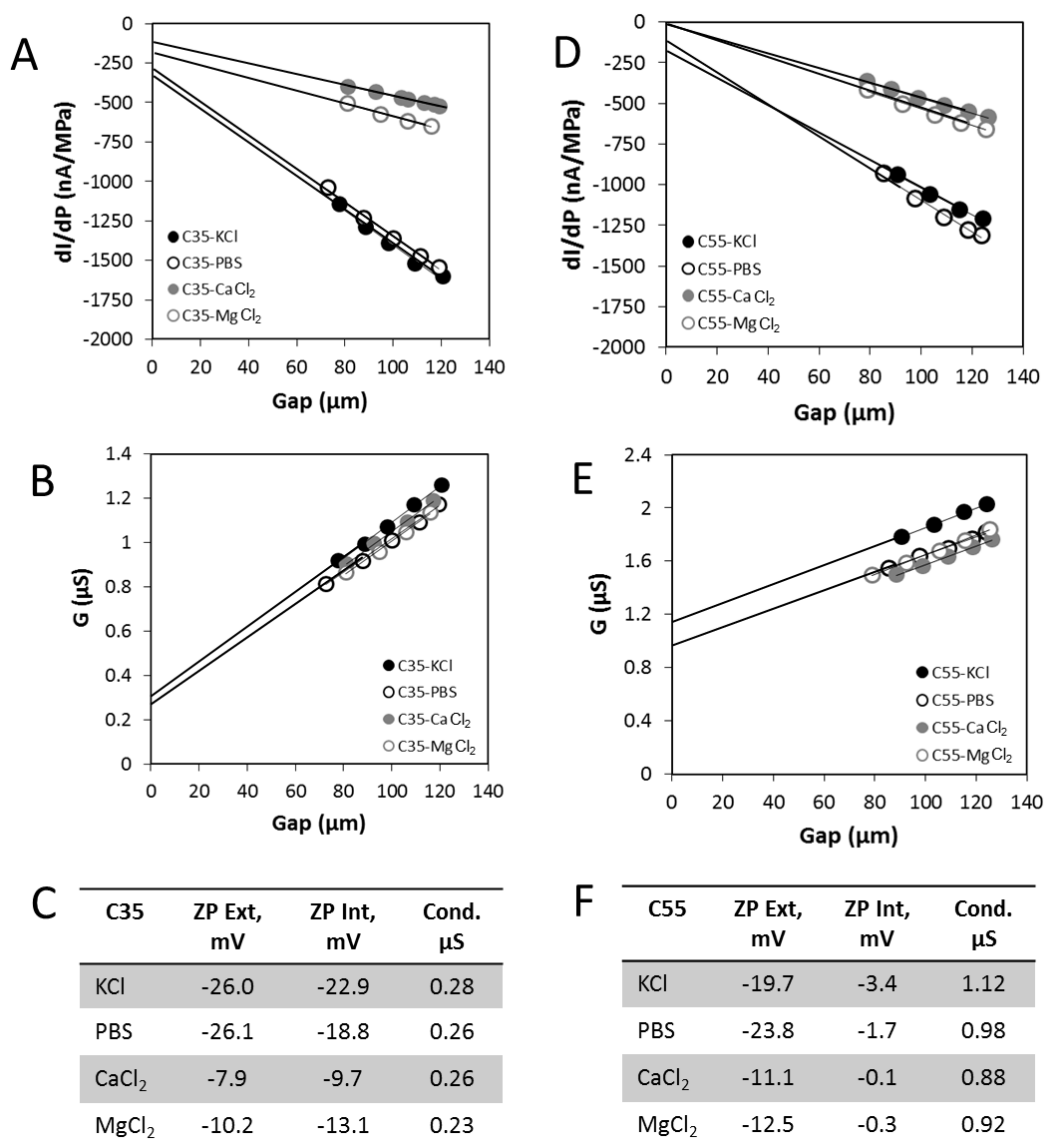 A
dI/dP (nA/MPa)
0
-250
-500
-750
-1000
-1250
-1500
-1750
-2000
C35-KCl
C35-PBS
C35-CaCl₂
C35-MgCl₂
0 20 40 60 80 100 120 140
Gap (μm)
D
dI/dP (nA/MPa)
0
-250
-500
-750
-1000
-1250
-1500
-1750
-2000
C55-KCl
C55-PBS
C55-CaCl₂
C55-MgCl₂
0 20 40 60 80 100 120 140
Gap (μm)
B
G (μS)
1.4
1.2
1
0.8
0.6
0.4
0.2
0
C35-KCl
C35-PBS
C35-CaCl₂
C35-MgCl₂
0 20 40 60 80 100 120 140
Gap (μm)
E
G (μS)
2.4
2
1.6
1.2
0.8
0.4
0
C55-KCl
C55-PBS
C55-CaCl₂
C55-MgCl₂
0 20 40 60 80 100 120 140
Gap (μm)
C
C35 ZP Ext, ZP Int, Cond.
mV mV μS
KCl -26.0 -22.9 0.28
PBS -26.1 -18.8 0.26
CaCl₂ -7.9 -9.7 0.26
MgCl₂ -10.2 -13.1 0.23
F
C55 ZP Ext, ZP Int, Cond.
mV mV μS
KCl -19.7 -3.4 1.12
PBS -23.8 -1.7 0.98
CaCl₂ -11.1 -0.1 0.88
MgCl₂ -12.5 -0.3 0.92